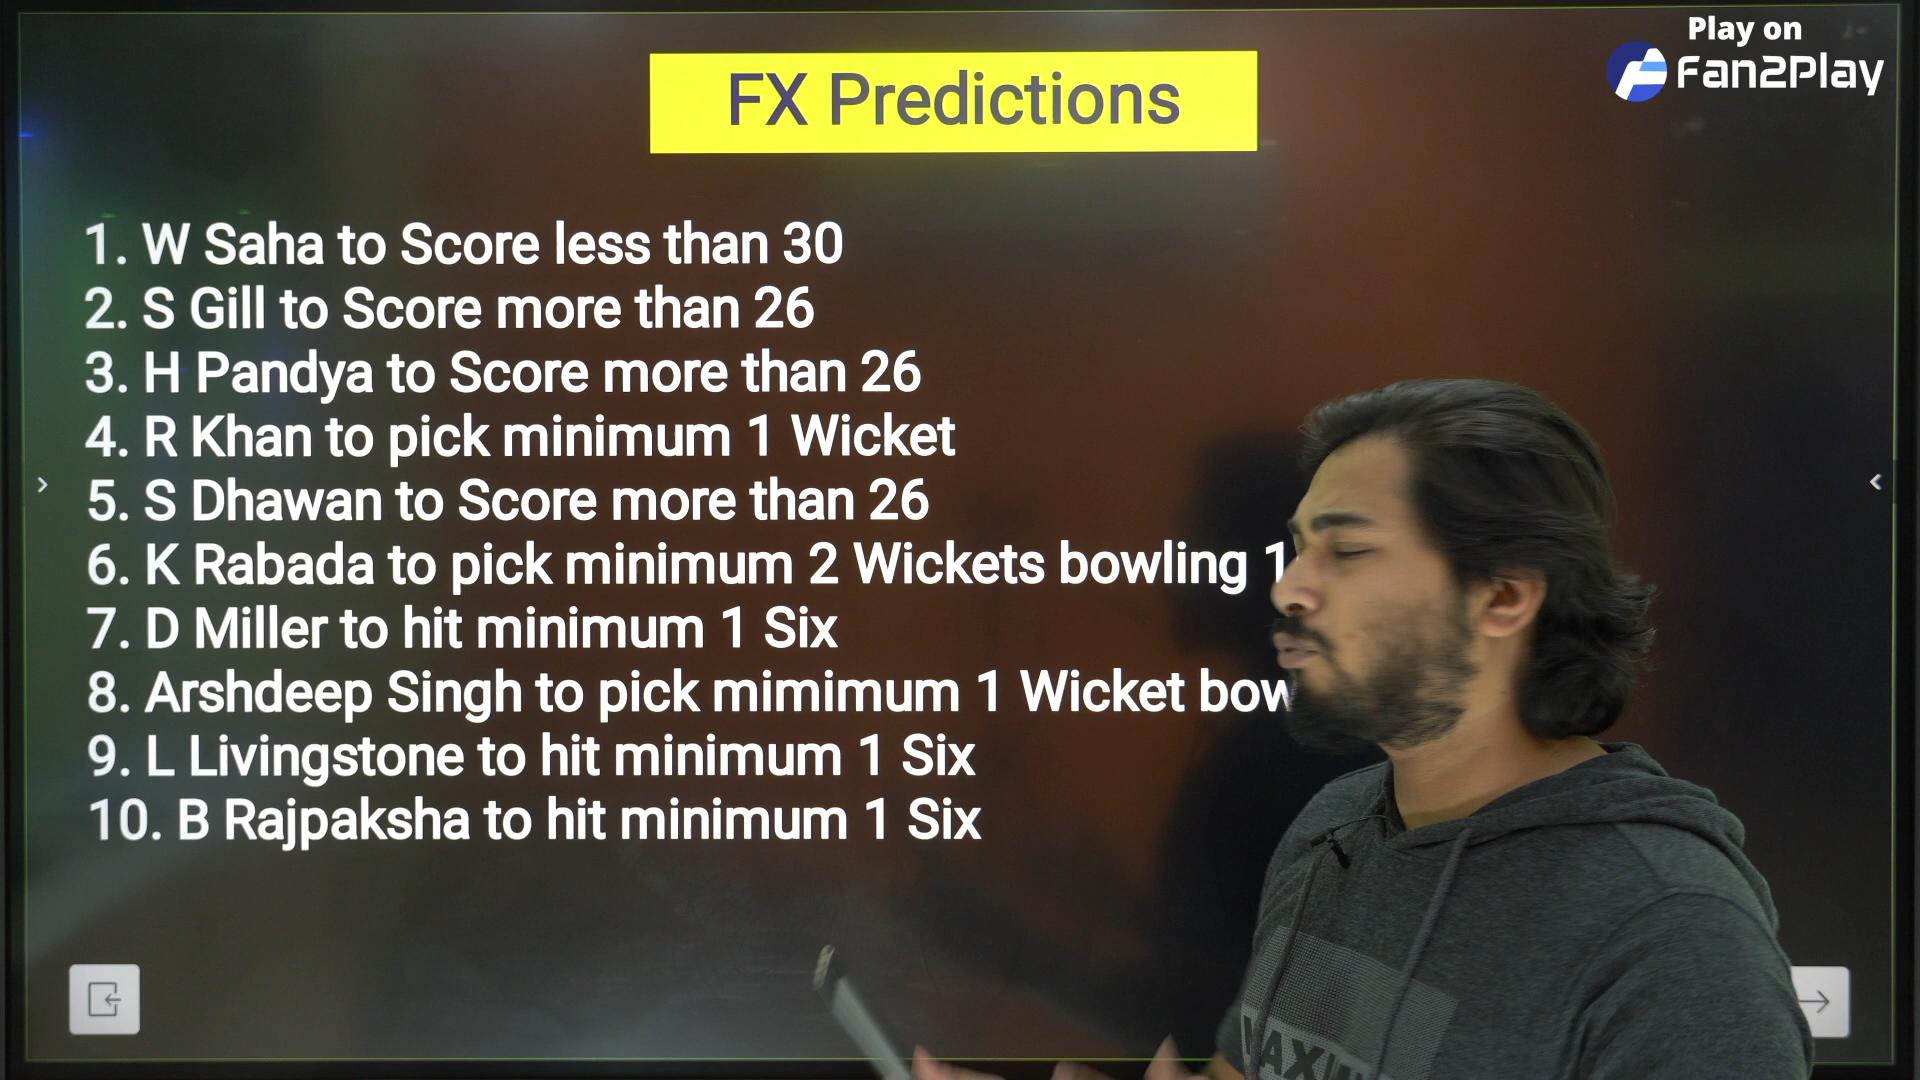 Play on
Fan2Play
FX Predictions
1. W Saha to Score less than 30
2. S Gill to Score more than 26
3. H Pandya to Score more than 26
4. R Khan to pick minimum 1 Wicket
5. S Dhawan to Score more than 26
6. K Rabada to pick minimum 2 Wickets bowling 1
7. D Miller to hit minimum 1 Six
8. Arshdeep Singh to pick mimimum 1 Wicket bow
9. L Livingstone to hit minimum 1 Six
10. B Rajpaksha to hit minimum 1 Six